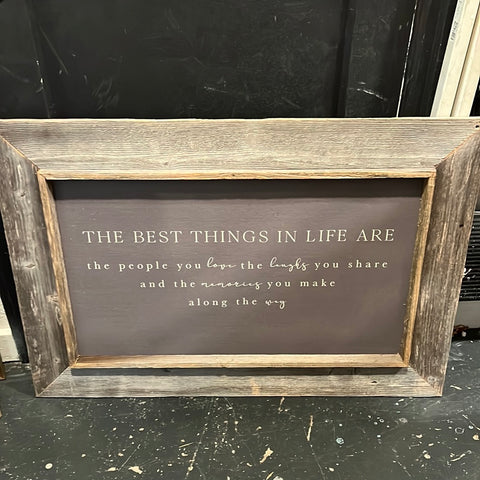 THE BEST THINGS IN LIFE ARE
the people you love the laughs you share
and the memories you make
along the way